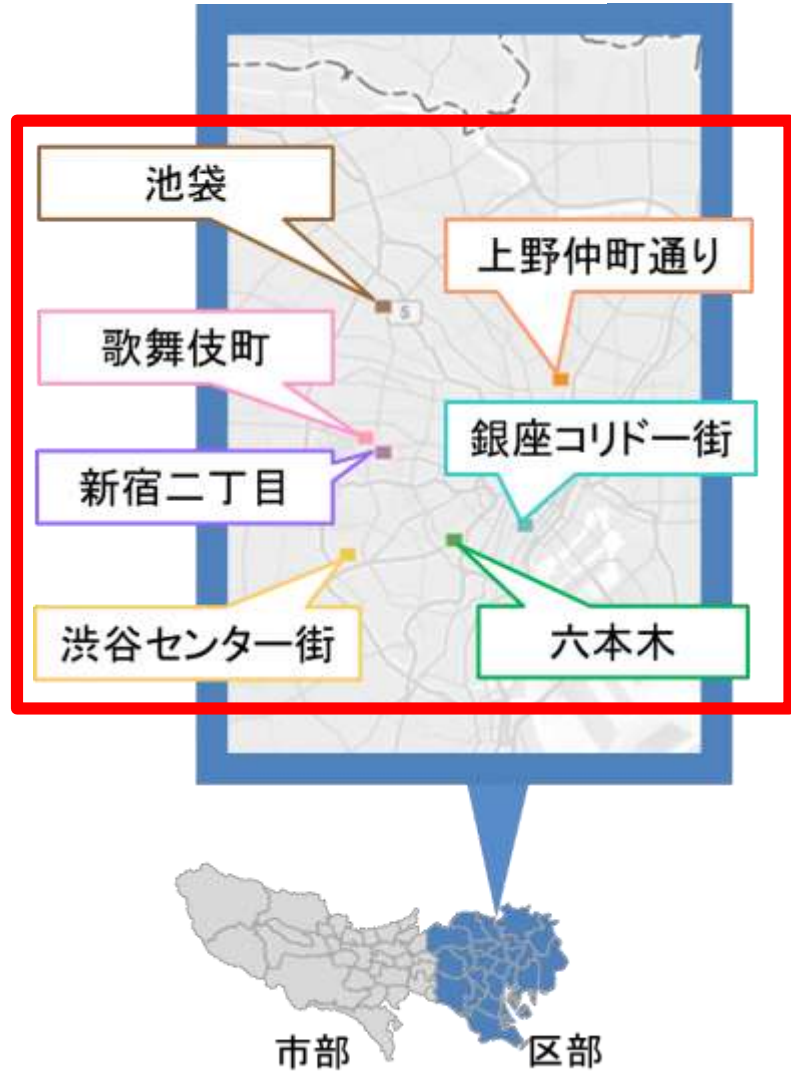 池袋
上野仲町通り
5
歌舞伎町
銀座コリドー街
新宿二丁目
渋谷センター街
六本木
市部
区部